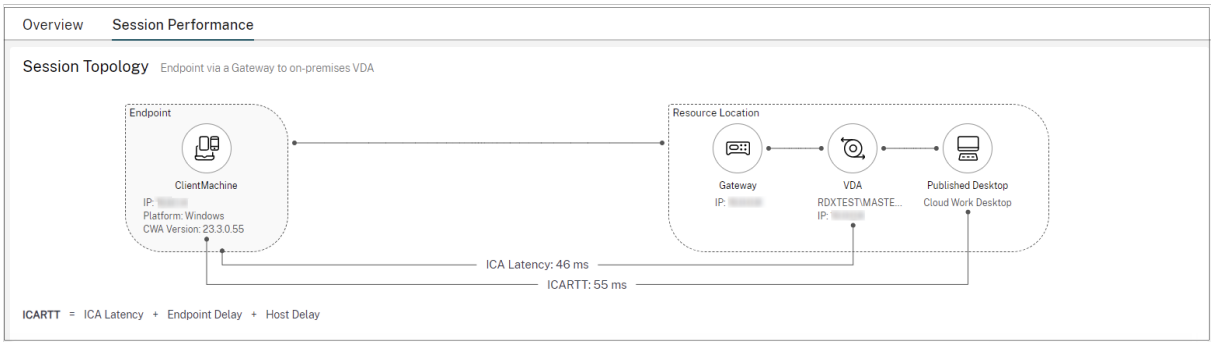 Overview Session Performance
Session Topology Endpoint via a Gateway to on-premises VDA
Endpoint
Resource Location
ClientMachine
IP:
Platform: Windows
CWA Version: 23.3.0.55
Gateway
IP:
VDA
RDXTEST\MASTE...
IP:
Published Desktop
Cloud Work Desktop
ICA Latency: 46 ms
ICARTT: 55 ms
ICARTT = ICA Latency + Endpoint Delay + Host Delay